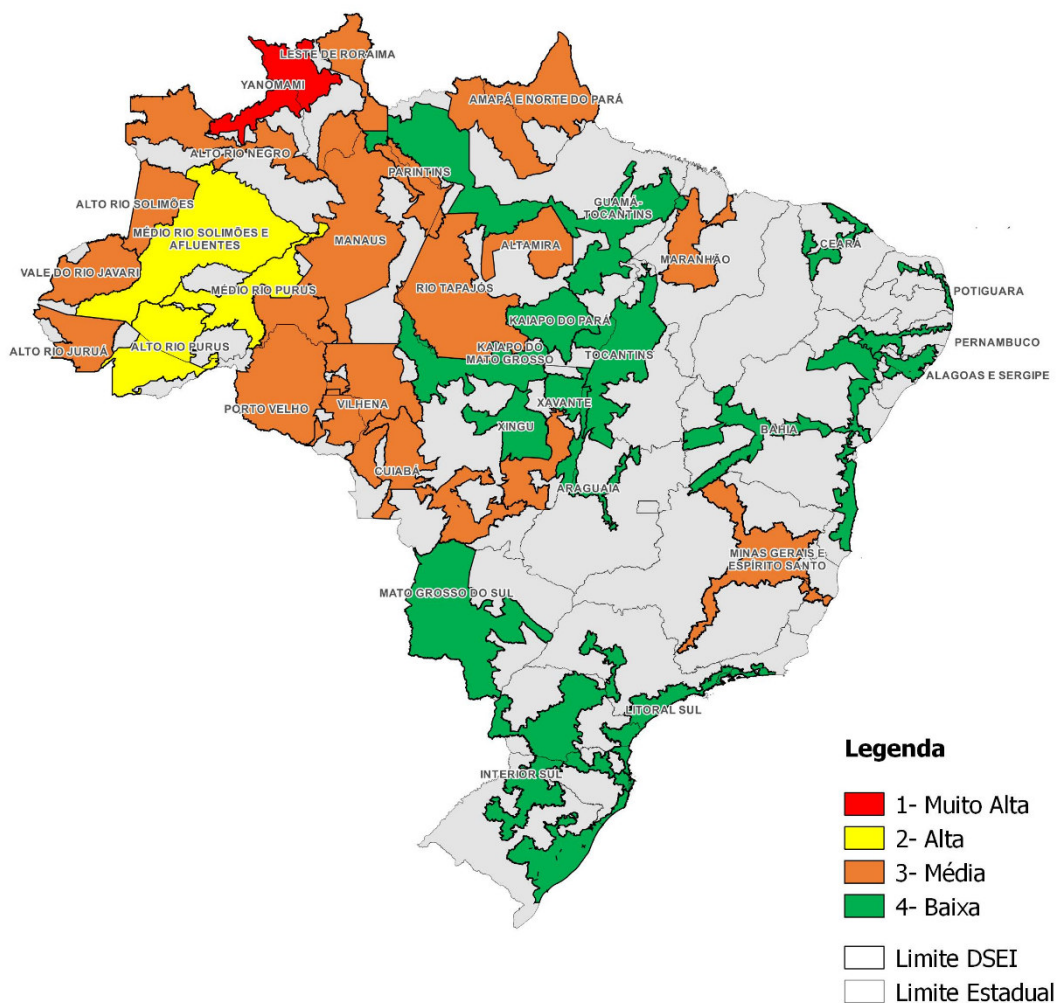 LESTE DE RORAIMA
YANOMAMI
AMAPÁ E NORTE DO PARÁ
ALTO RIO NEGRO
PARINTINS
ALTO RIO SOLIMÕES
GUAMÁ-
TOCANTINS
MÉDIO RIO SOLIMÕES E
AFLUENTES
MANAUS
ALTAMIRA
CEARÁ
MARANHÃO
VALE DO RIO JAVARI
MÉDIO RIO PURUS
RIO TAPAJÓS
POTIGUARA
KAIAPO DO PARÁ
PERNAMBUCO
ALTO RIO JURUÁ
ALTO RIO PURUS
KAIAPO DO
MATO GROSSO
TOCANTINS
ALAGOAS E SERGIPE
PORTO VELHO
VILHENA
XAVANTE
XINGU
BAHIA
CUIABÁ
ARAGUAIA
MINAS GERAIS E
ESPÍRITO SANTO
MATO GROSSO DO SUL
LITORAL SUL
INTERIOR SUL
Legenda
1- Muito Alta
2- Alta
3- Média
4- Baixa
Limite DSEI
Limite Estadual